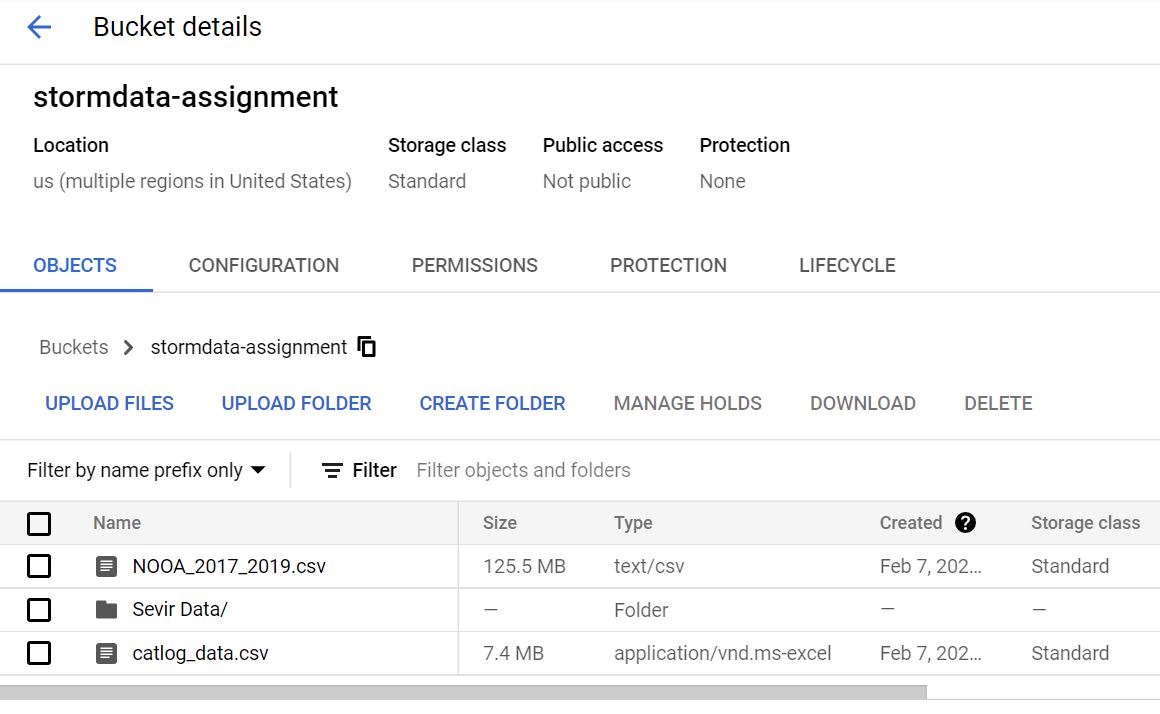 Bucket details
stormdata-assignment
Location Storage class Public access Protection
us (multiple regions in United States) Standard Not public None
OBJECTS CONFIGURATION PERMISSIONS PROTECTION LIFECYCLE
Buckets > stormdata-assignment
UPLOAD FILES UPLOAD FOLDER CREATE FOLDER MANAGE HOLDS DOWNLOAD DELETE
Filter by name prefix only Filter Filter objects and folders
Name Size Type Created ? Storage class
NOOA_2017_2019.csv 125.5 MB text/csv Feb 7, 202... Standard
Sevir Data/ — Folder — —
catlog_data.csv 7.4 MB application/vnd.ms-excel Feb 7, 202... Standard